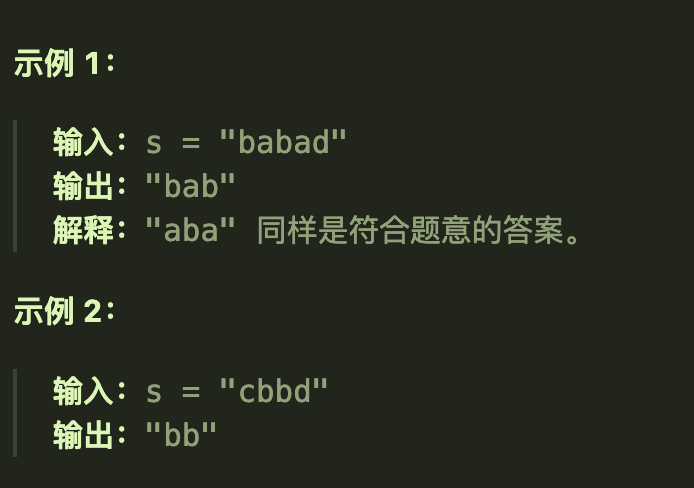 示例 1：
输入：s = "babad"
输出："bab"
解释："aba" 同样是符合题意的答案。
示例 2：
输入：s = "cbbd"
输出："bb"